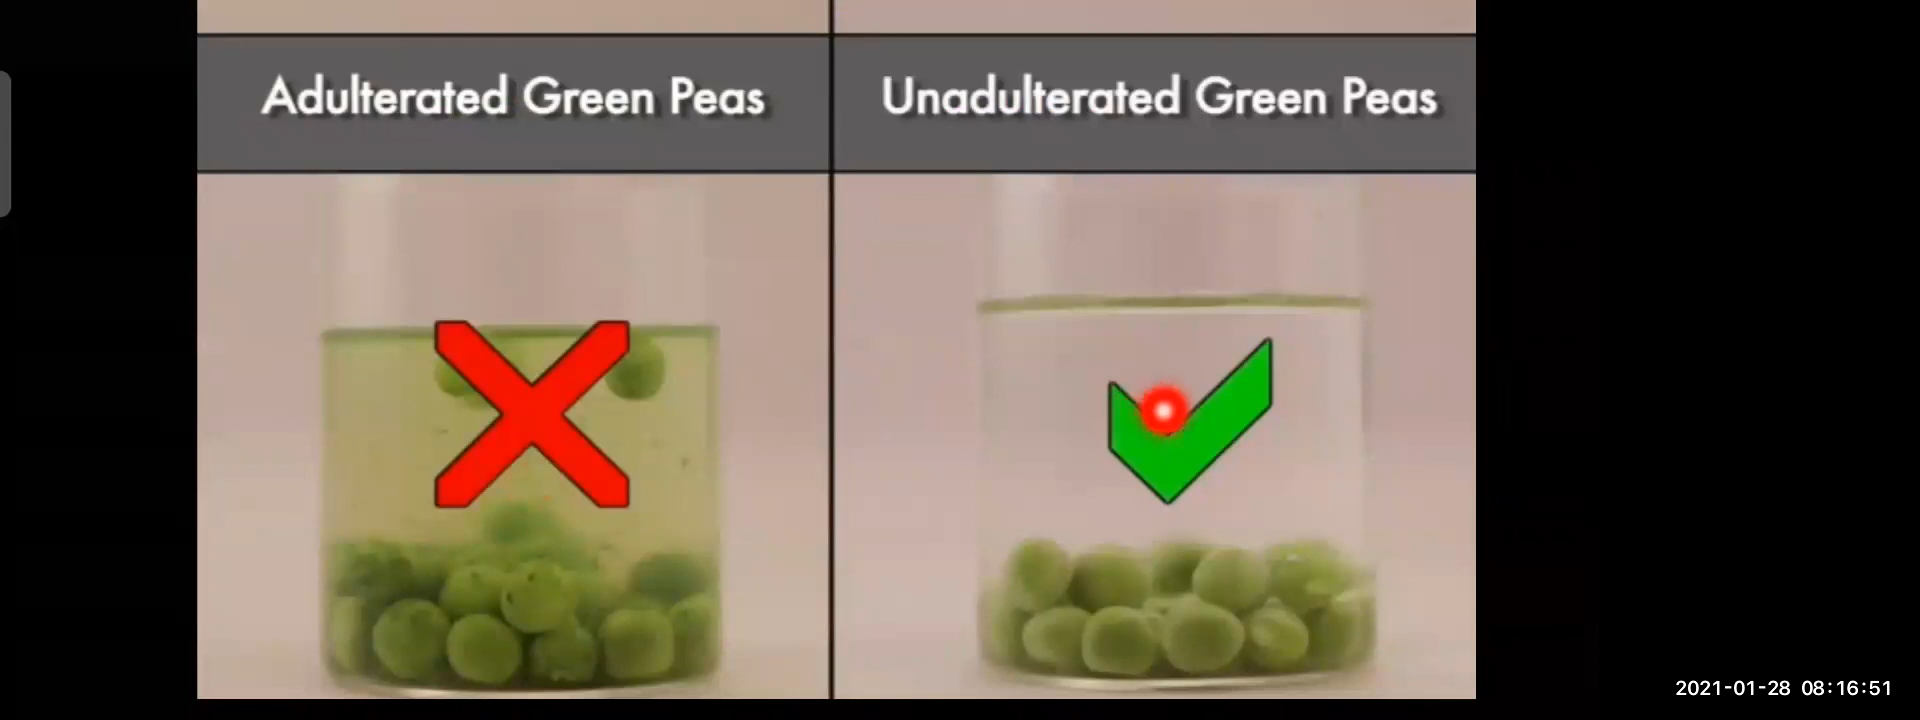 Adulterated Green Peas
Unadulterated Green Peas
2021-01-28 08:16:51